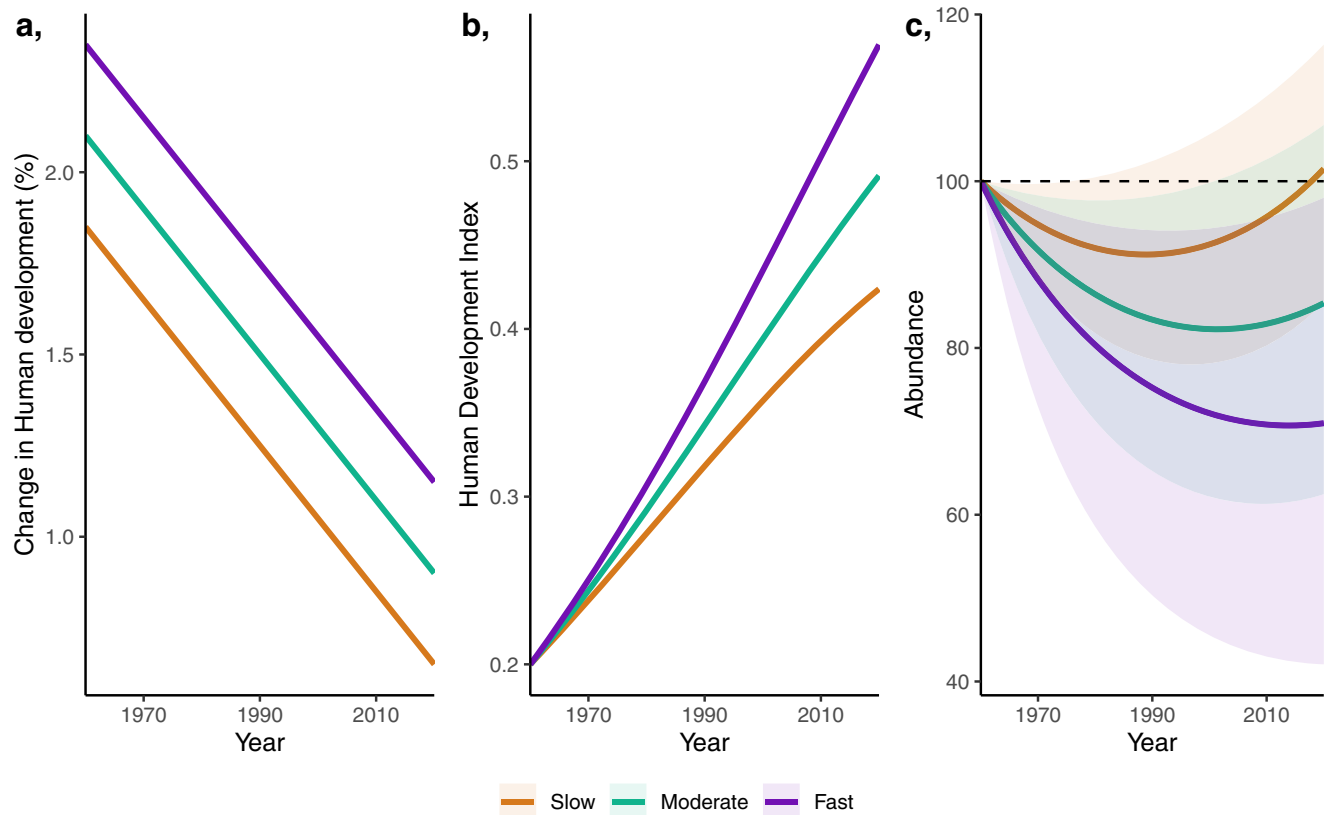 a,
Change in Human development (%)
2.0
1.5
1.0
1970 1990 2010
Year
b,
Human Development Index
0.5
0.4
0.3
0.2
1970 1990 2010
Year
c,
Abundance
120
110
100
80
60
40
1970 1990 2010
Year
Slow Moderate Fast